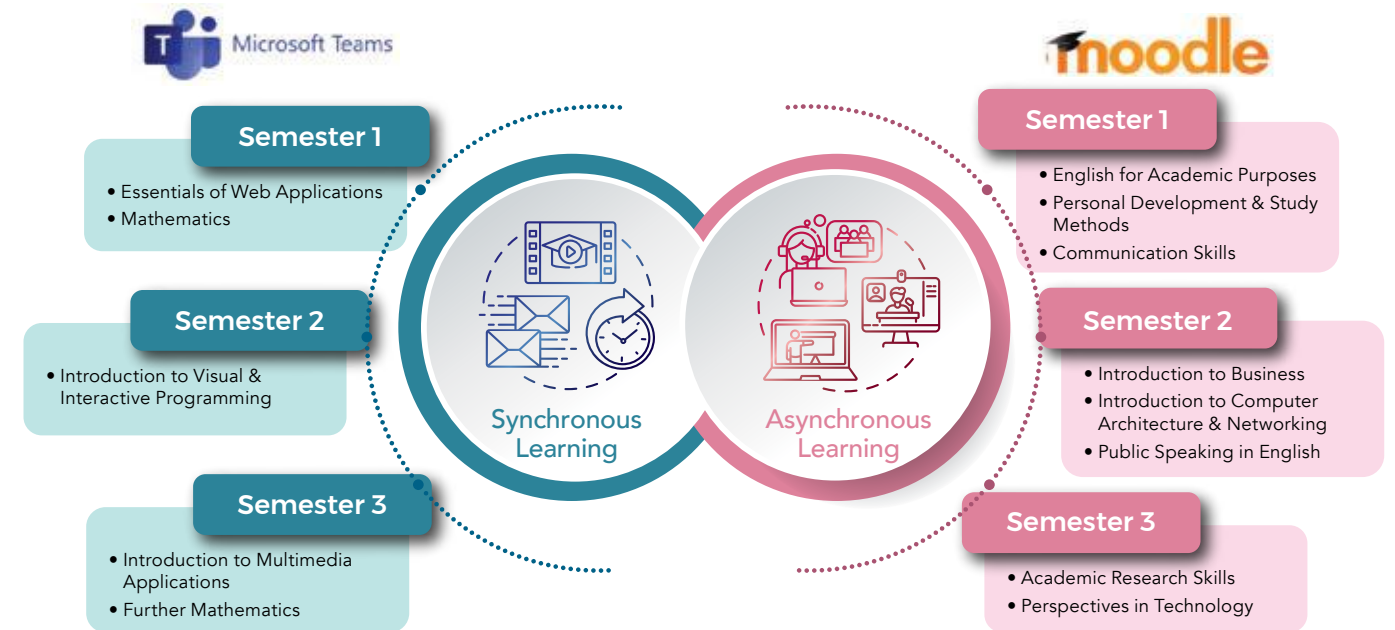 Microsoft Teams
Semester 1
• Essentials of Web Applications
• Mathematics
Semester 2
• Introduction to Visual &
Interactive Programming
Semester 3
• Introduction to Multimedia
Applications
• Further Mathematics
Synchronous
Learning
Asynchronous
Learning
moodle
Semester 1
• English for Academic Purposes
• Personal Development & Study
Methods
• Communication Skills
Semester 2
• Introduction to Business
• Introduction to Computer
Architecture & Networking
• Public Speaking in English
Semester 3
• Academic Research Skills
• Perspectives in Technology